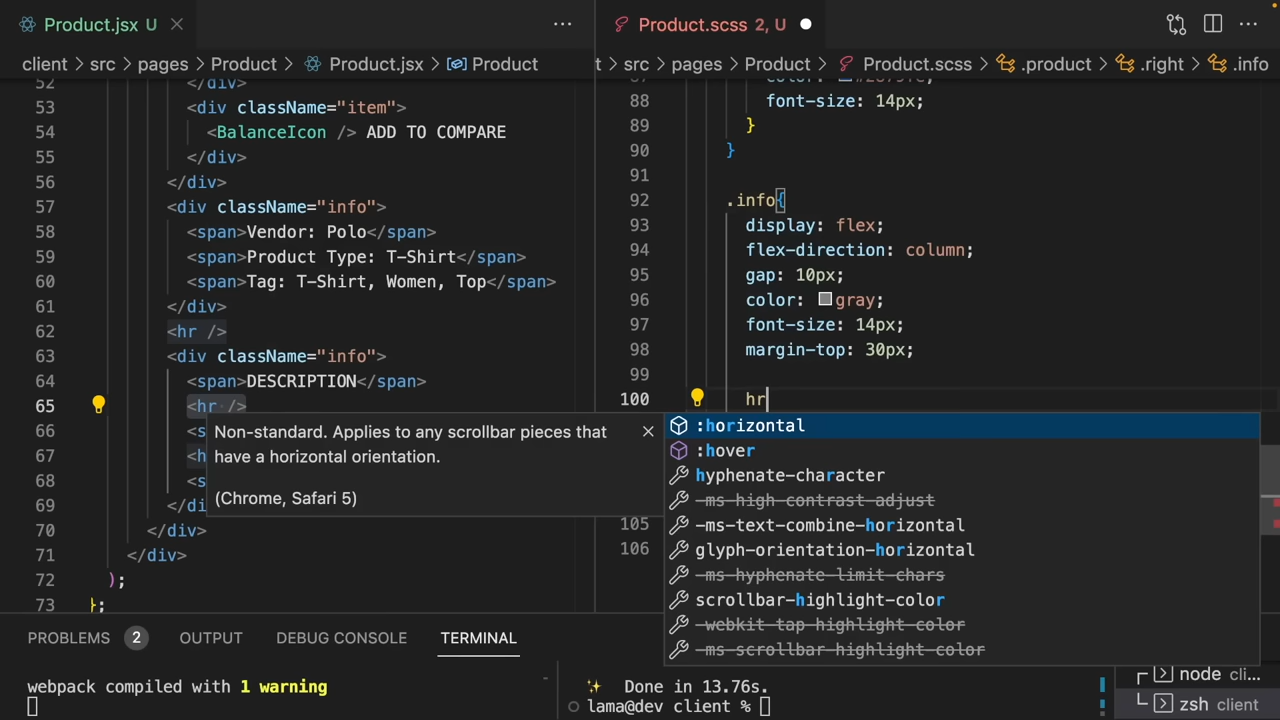 Product.jsx U
Product.scss 2, U
client > src > pages > Product > Product.jsx > Product
t > src > pages > Product > Product.scss > .product > .right > .info
52 </div>
53 <div className="item">
54 <BalanceIcon /> ADD TO COMPARE
55 </div>
56 </div>
57 <div className="info">
58 <span>Vendor: Polo</span>
59 <span>Product Type: T-Shirt</span>
60 <span>Tag: T-Shirt, Women, Top</span>
61 </div>
62 <hr />
63 <div className="info">
64 <span>DESCRIPTION</span>
65 <hr />
66 <s
67 <h
68 <s
69 </di
70 </div>
71 </div>
72 );
73 };
Non-standard. Applies to any scrollbar pieces that
have a horizontal orientation.
(Chrome, Safari 5)
88 font-size: 14px;
89 }
90 }
91
92 .info{
93 display: flex;
94 flex-direction: column;
95 gap: 10px;
96 color: gray;
97 font-size: 14px;
98 margin-top: 30px;
99
100 hr
:horizontal
:hover
hyphenate-character
-ms-high-contrast-adjust
-ms-text-combine-horizontal
glyph-orientation-horizontal
-ms-hyphenate-limit-chars
scrollbar-highlight-color
-webkit-tap-highlight-color
-ms-scrollbar-highlight-color
105
106
PROBLEMS 2 OUTPUT DEBUG CONSOLE TERMINAL
webpack compiled with 1 warning
✨ Done in 13.76s.
lama@dev client %
node cli...
zsh client